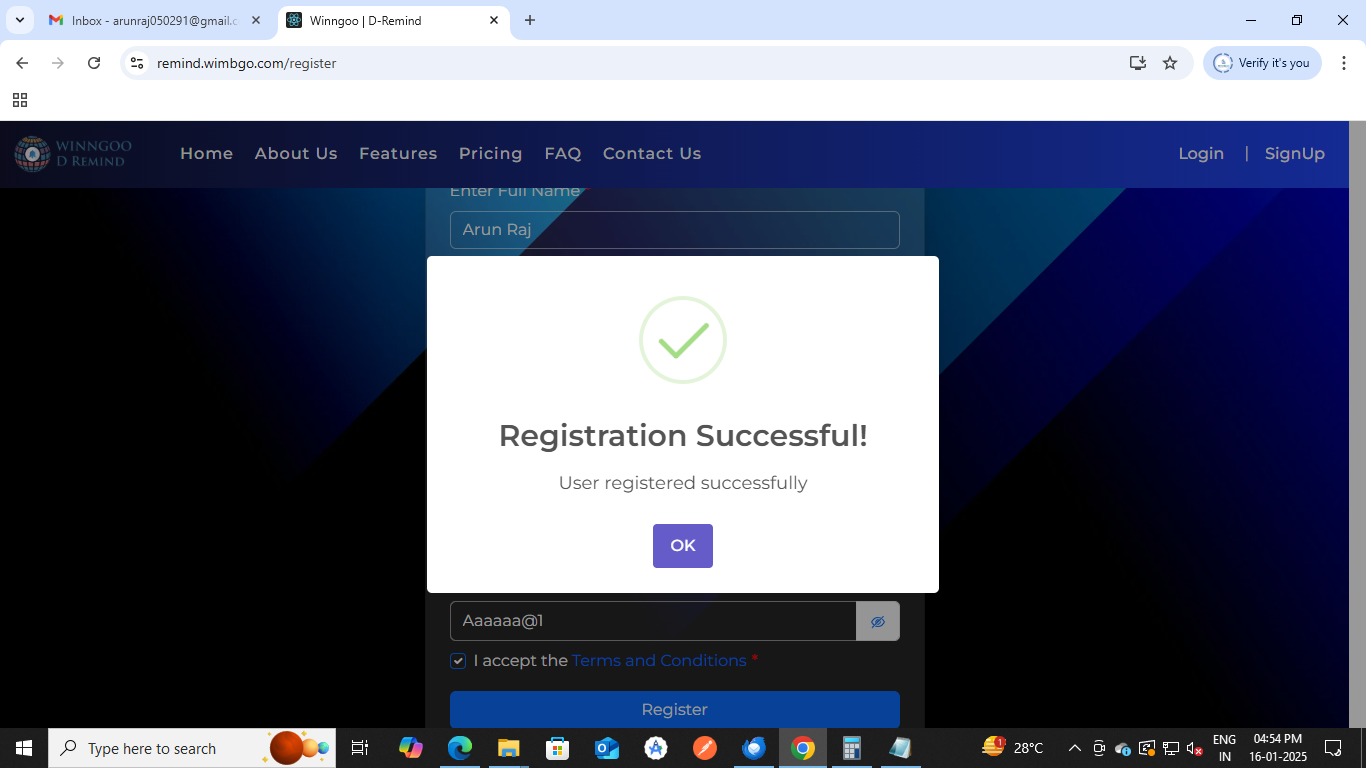 Inbox - arunraj050291@gmail.c
Winngoo | D-Remind
remind.wimbgo.com/register
Verify it's you
WINNGOO
D REMIND
Home
About Us
Features
Pricing
FAQ
Contact Us
Login
|
SignUp
Enter Full Name *
Arun Raj
Registration Successful!
User registered successfully
OK
Aaaaaa@1
I accept the Terms and Conditions *
Register
Type here to search
1
28°C
ENG
IN
04:54 PM
16-01-2025